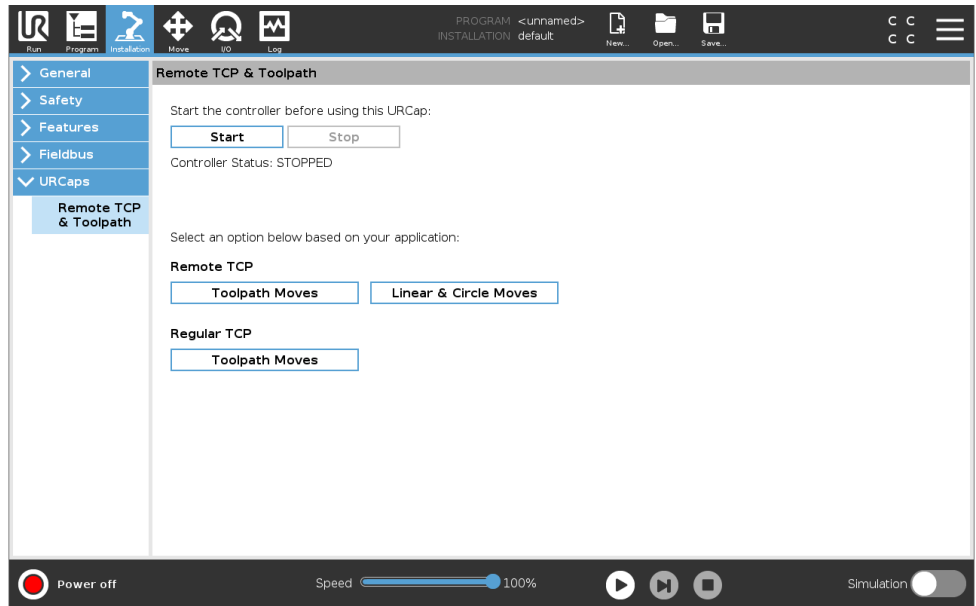 UR
PROGRAM <unnamed>
INSTALLATION default
C C
C C
Run
Program
Installation
Move
I/O
Log
New...
Open...
Save...
General
Safety
Features
Fieldbus
URCaps
Remote TCP
& Toolpath
Remote TCP & Toolpath
Start the controller before using this URCap:
Start
Stop
Controller Status: STOPPED
Select an option below based on your application:
Remote TCP
Toolpath Moves
Linear & Circle Moves
Regular TCP
Toolpath Moves
Power off
Speed
100%
Simulation